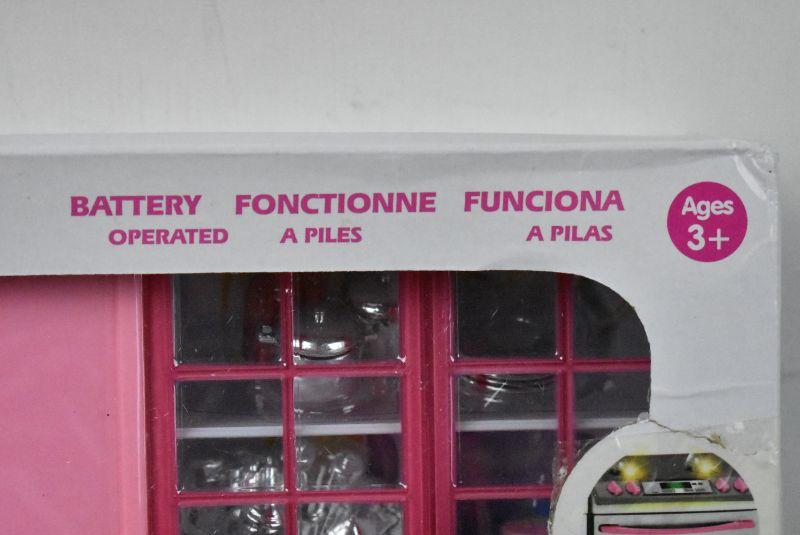 BATTERY
OPERATED
FONCTIONNE
A PILES
FUNCIONA
A PILAS
Ages
3+